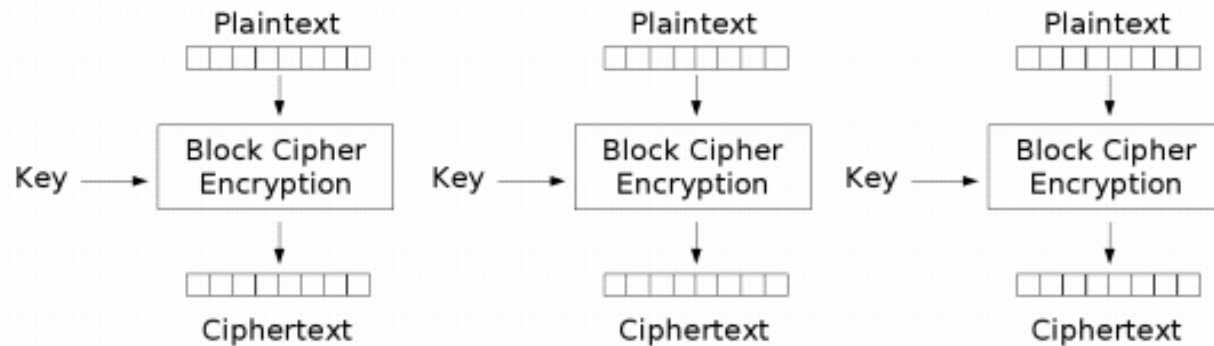 Plaintext Plaintext Plaintext
Key Block Cipher Encryption Key Block Cipher Encryption Key Block Cipher Encryption
Ciphertext Ciphertext Ciphertext